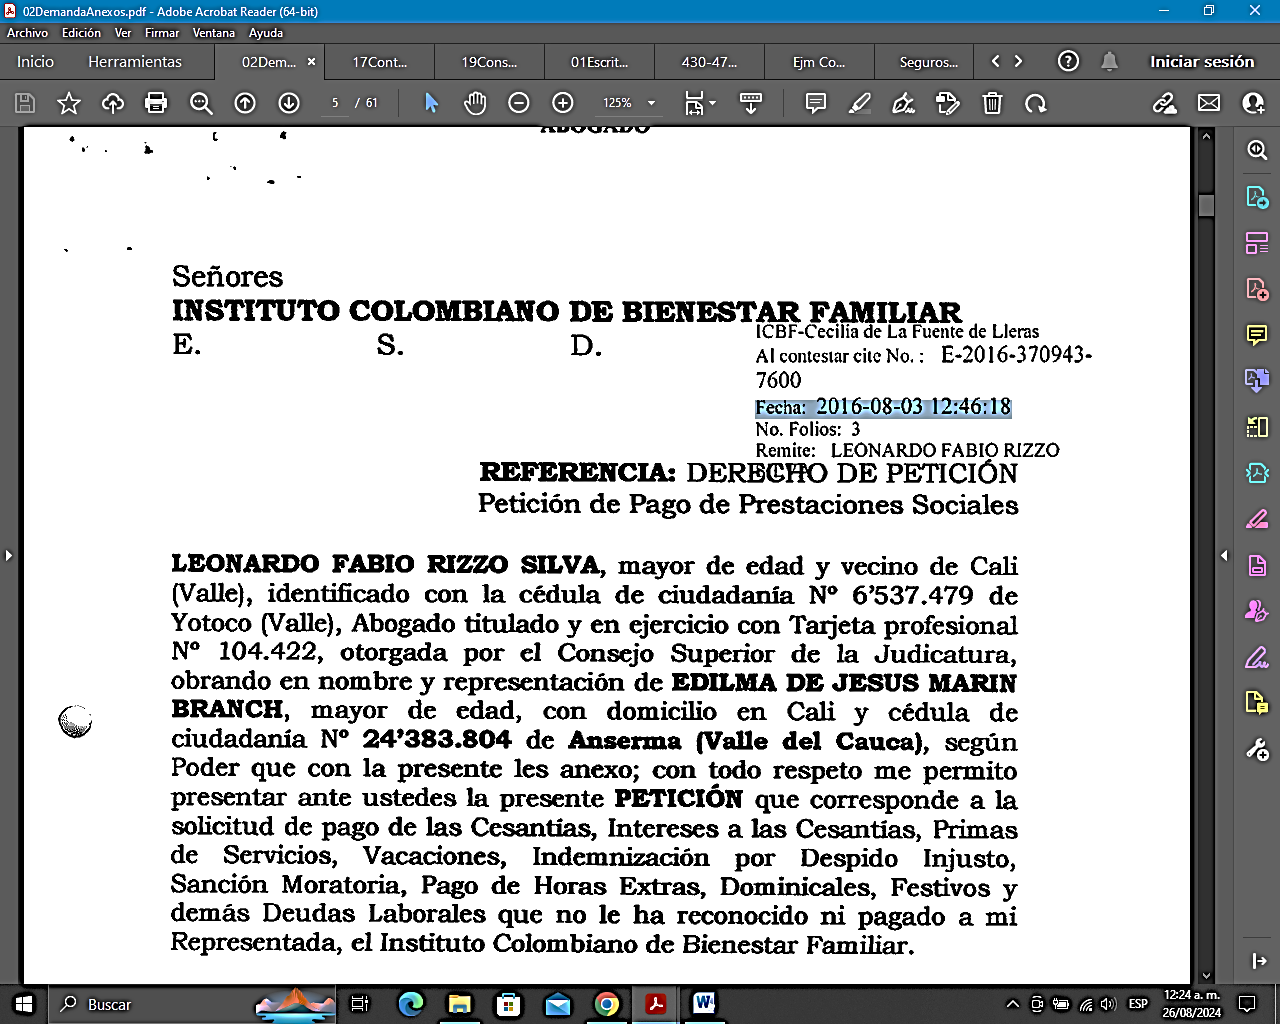 02DemandaAnexos.pdf - Adobe Acrobat Reader (64-bit)
Archivo Edición Ver Firmar Ventana Ayuda
Inicio Herramientas 02Dem... × 17Cont... 19Cons... 01Escrit... 430-47... Ejm Co... Seguros... Iniciar sesión
5 / 61 125%
ABOGADO
Señores
INSTITUTO COLOMBIANO DE BIENESTAR FAMILIAR
E. S. D.
ICBF-Cecilia de La Fuente de Lleras
Al contestar cite No. : E-2016-370943-
7600
Fecha: 2016-08-03 12:46:18
No. Folios: 3
Remite: LEONARDO FABIO RIZZO
REFERENCIA: DERECHO DE PETICIÓN
Petición de Pago de Prestaciones Sociales
LEONARDO FABIO RIZZO SILVA, mayor de edad y vecino de Cali
(Valle), identificado con la cédula de ciudadanía Nº 6'537.479 de
Yotoco (Valle), Abogado titulado y en ejercicio con Tarjeta profesional
Nº 104.422, otorgada por el Consejo Superior de la Judicatura,
obrando en nombre y representación de EDILMA DE JESUS MARIN
BRANCH, mayor de edad, con domicilio en Cali y cédula de
ciudadanía Nº 24'383.804 de Anserma (Valle del Cauca), según
Poder que con la presente les anexo; con todo respeto me permito
presentar ante ustedes la presente PETICIÓN que corresponde a la
solicitud de pago de las Cesantías, Intereses a las Cesantías, Primas
de Servicios, Vacaciones, Indemnización por Despido Injusto,
Sanción Moratoria, Pago de Horas Extras, Dominicales, Festivos y
demás Deudas Laborales que no le ha reconocido ni pagado a mi
Representada, el Instituto Colombiano de Bienestar Familiar.
Buscar
ESP
12:24 a. m.
26/08/2024